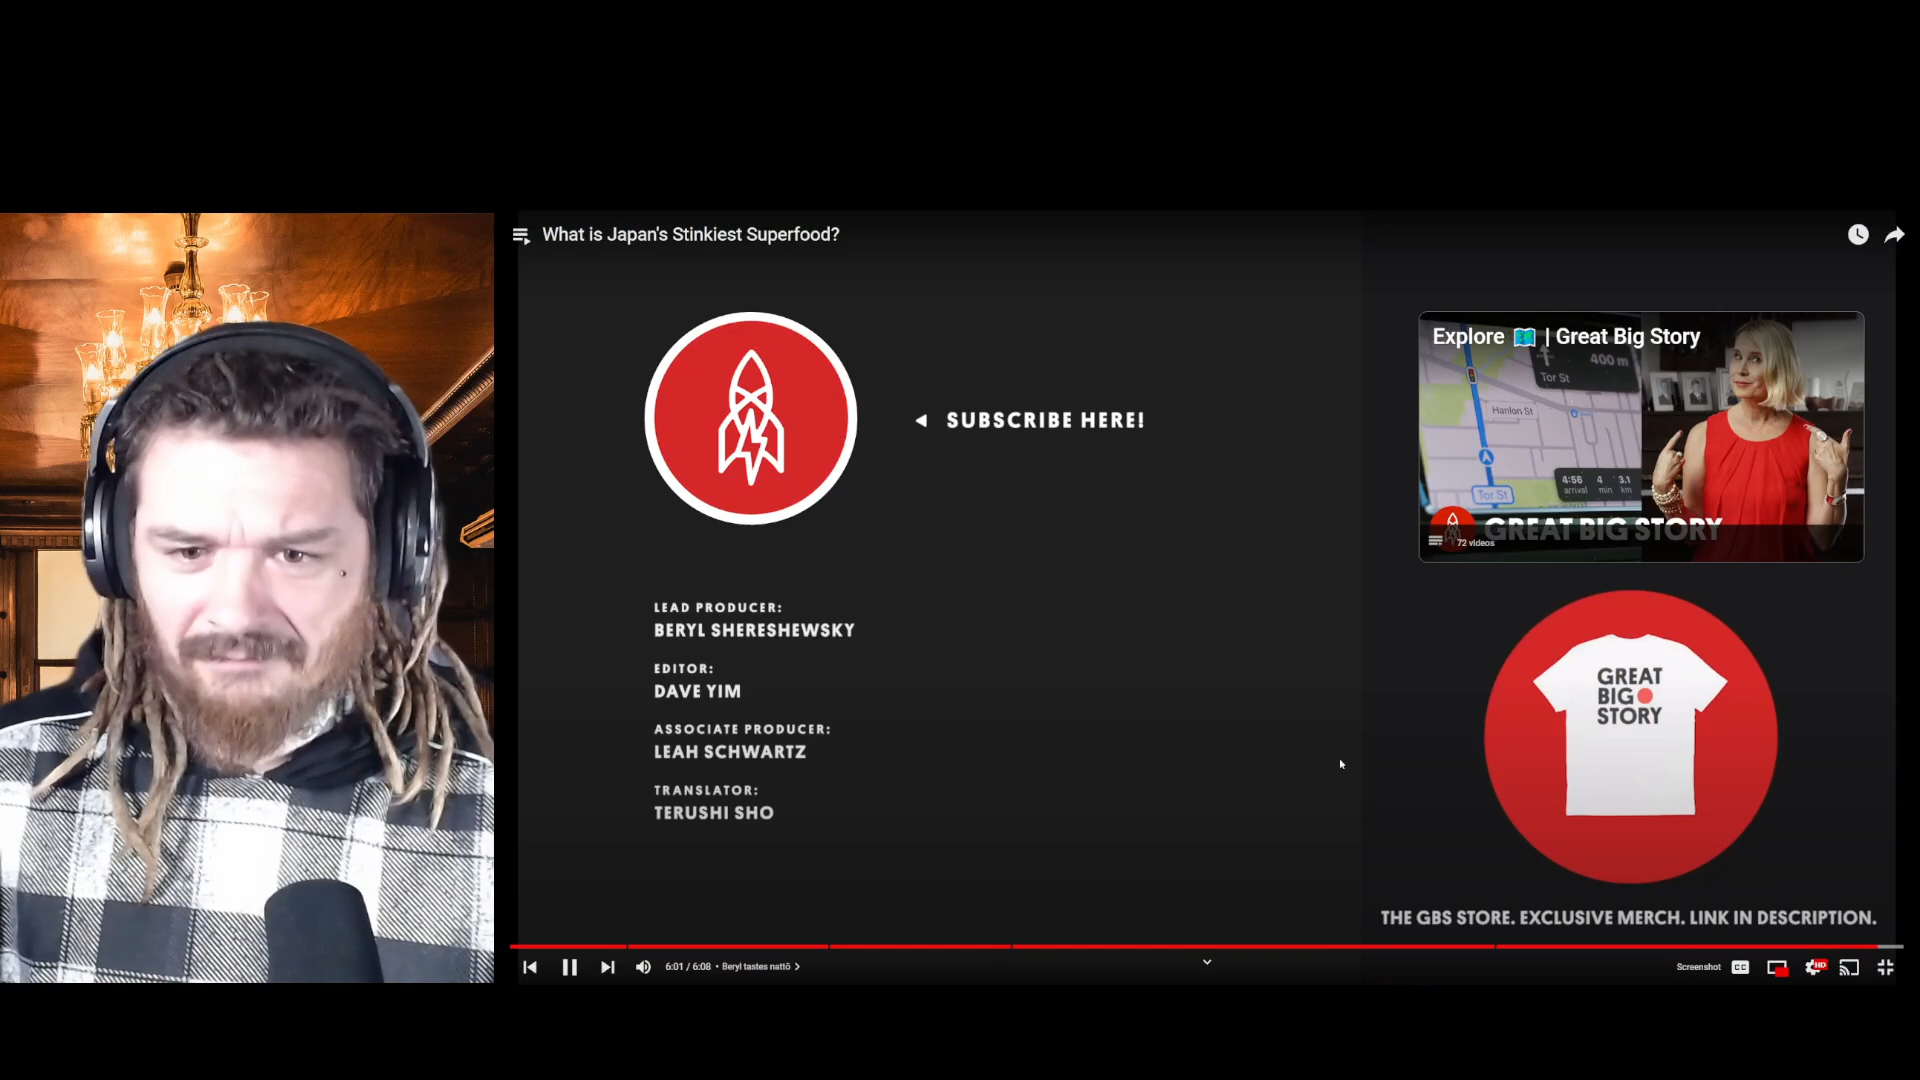 What is Japan's Stinkiest Superfood?
SUBSCRIBE HERE!
LEAD PRODUCER:
BERYL SHERESHEWSKY
EDITOR:
DAVE YIM
ASSOCIATE PRODUCER:
LEAH SCHWARTZ
TRANSLATOR:
TERUSHI SHO
Explore | Great Big Story
400 m
Tor St
Hanlon St
4:56 4 3.1
arrival min km
Tor St
GREAT BIG STORY
72 videos
GREAT
BIG
STORY
THE GBS STORE. EXCLUSIVE MERCH. LINK IN DESCRIPTION.
6:01 / 6:08 • Beryl tastes nattō
Screenshot
CC
HD